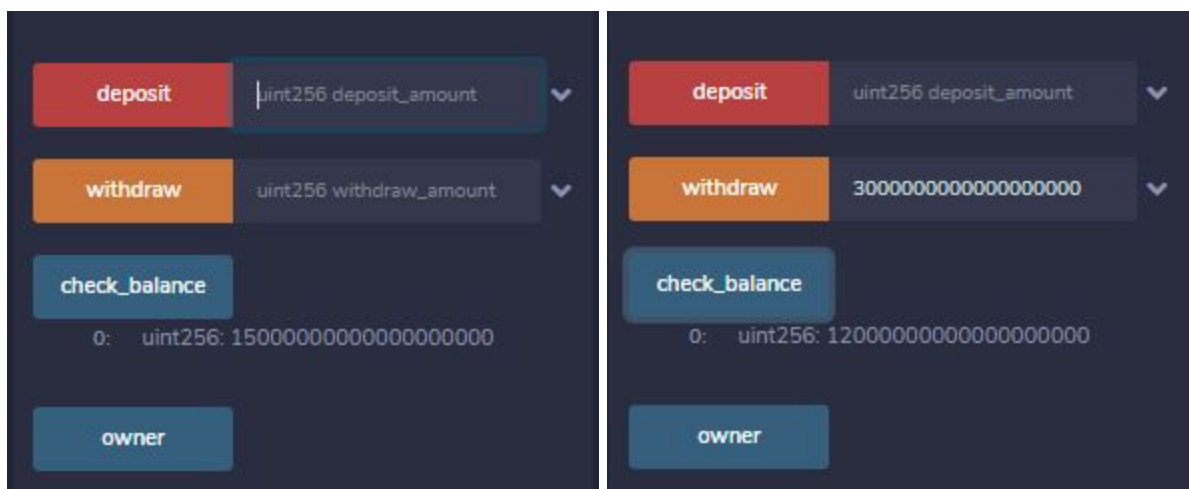 deposit
uint256 deposit_amount
withdraw
uint256 withdraw_amount
check_balance
0: uint256: 15000000000000000000
owner
deposit
uint256 deposit_amount
withdraw
3000000000000000000
check_balance
0: uint256: 12000000000000000000
owner